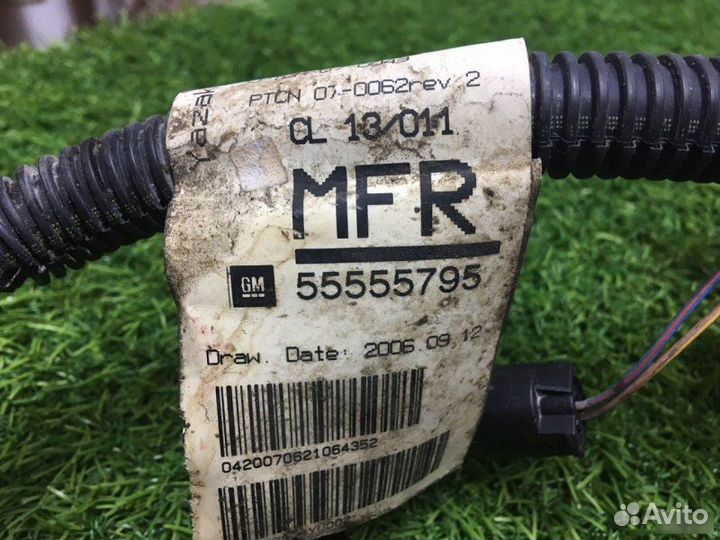 PTCN 07-0062rev 2
CL 13/011
MFR
GM
55555795
Draw. Date: 2006.09.12
0420070621064352
Avito